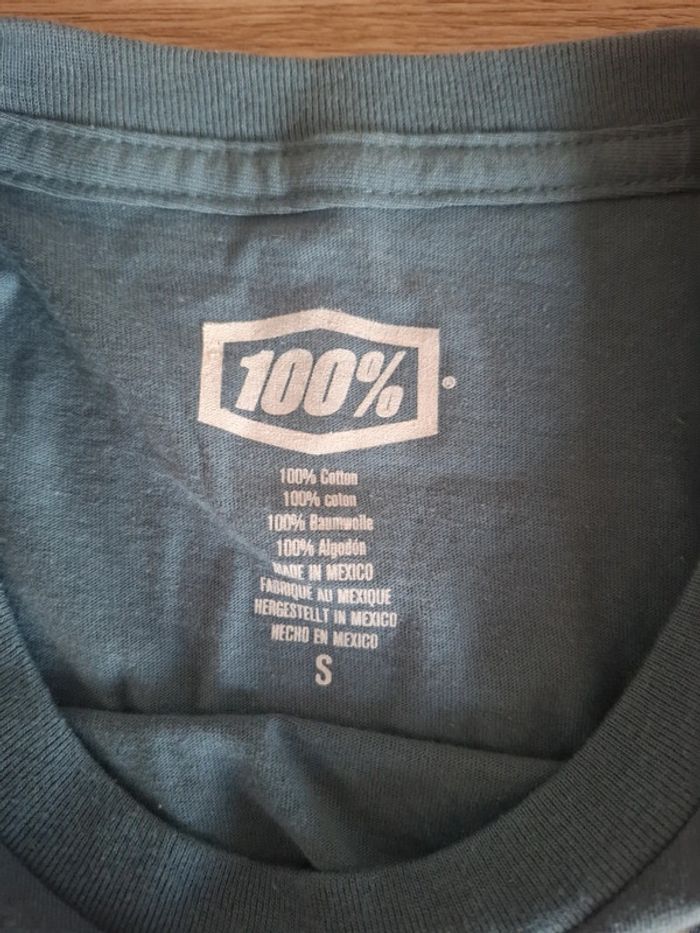 100%
®
100% Cotton
100% coton
100% Baumwolle
100% Algodón
MADE IN MEXICO
FABRIQUE AU MEXIQUE
HERGESTELLT IN MEXICO
HECHO EN MEXICO
S